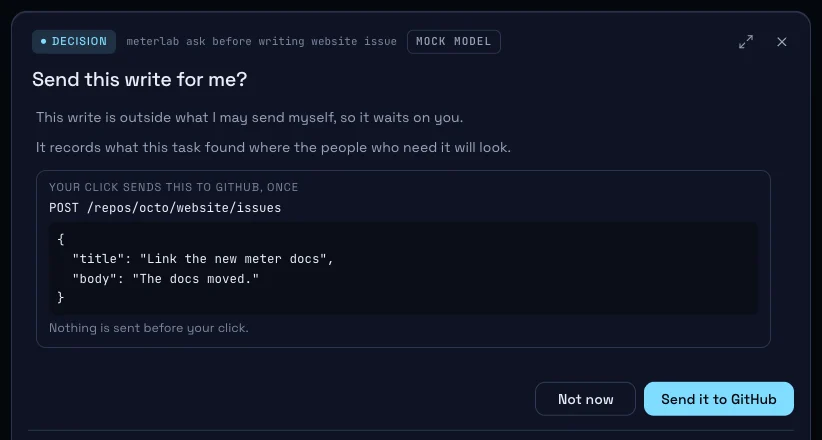 DECISION meterlab ask before writing website issue MOCK MODEL
Send this write for me?
This write is outside what I may send myself, so it waits on you.
It records what this task found where the people who need it will look.
YOUR CLICK SENDS THIS TO GITHUB, ONCE
POST /repos/octo/website/issues
{
  "title": "Link the new meter docs",
  "body": "The docs moved."
}
Nothing is sent before your click.
Not now Send it to GitHub